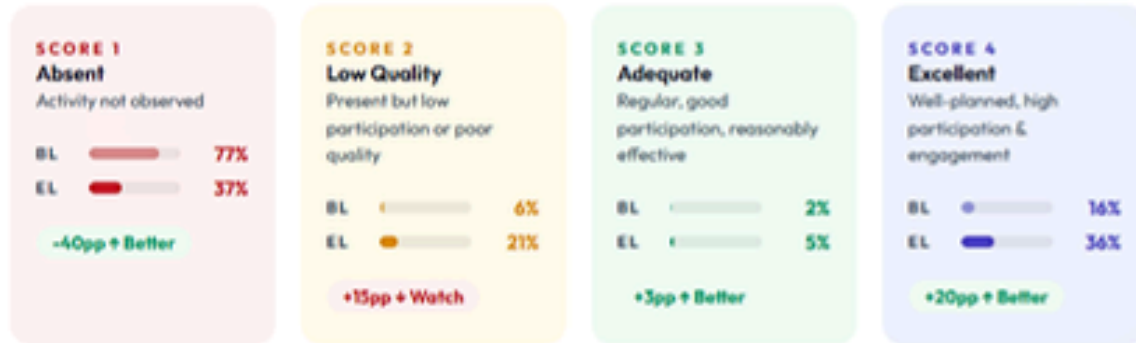 SCORE 1
Absent
Activity not observed
BL 77%
EL 37%
-40pp ↑ Better
SCORE 2
Low Quality
Present but low
participation or poor
quality
BL 6%
EL 21%
+15pp ↓ Watch
SCORE 3
Adequate
Regular, good
participation, reasonably
effective
BL 2%
EL 5%
+3pp ↑ Better
SCORE 4
Excellent
Well-planned, high
participation &
engagement
BL 16%
EL 36%
+20pp ↑ Better